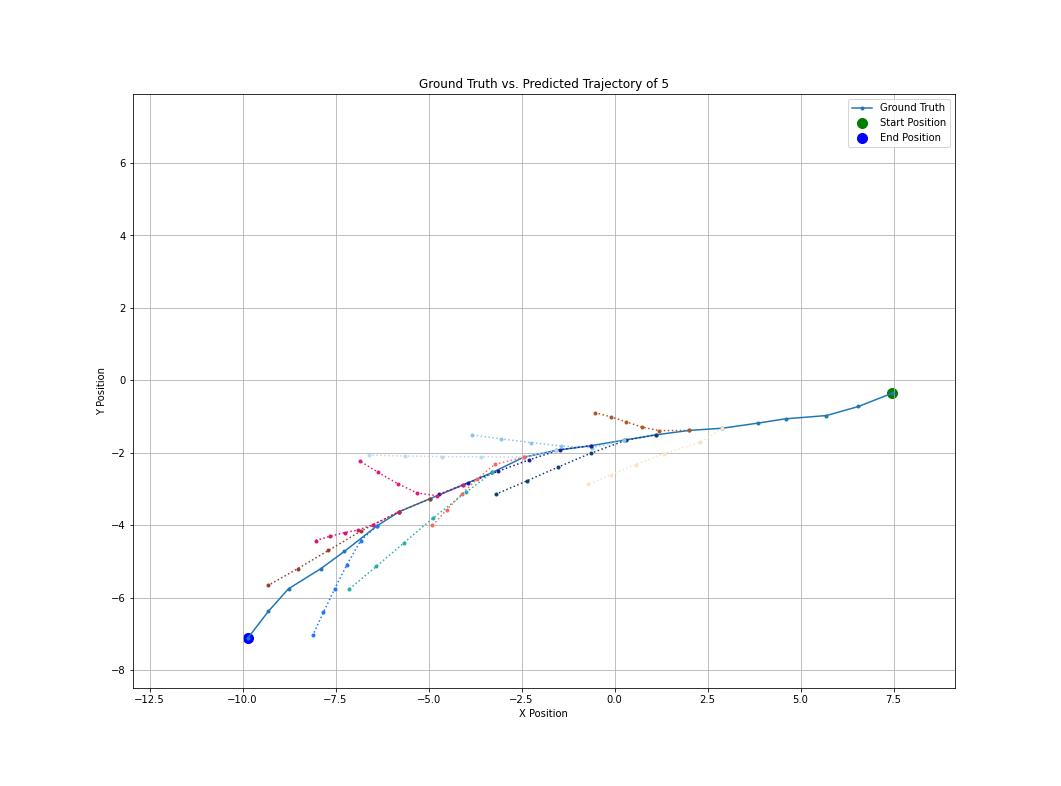 Ground Truth vs. Predicted Trajectory of 5
Ground Truth
Start Position
End Position
6
4
2
0
−2
−4
−6
−8
Y Position
−12.5 −10.0 −7.5 −5.0 −2.5 0.0 2.5 5.0 7.5
X Position